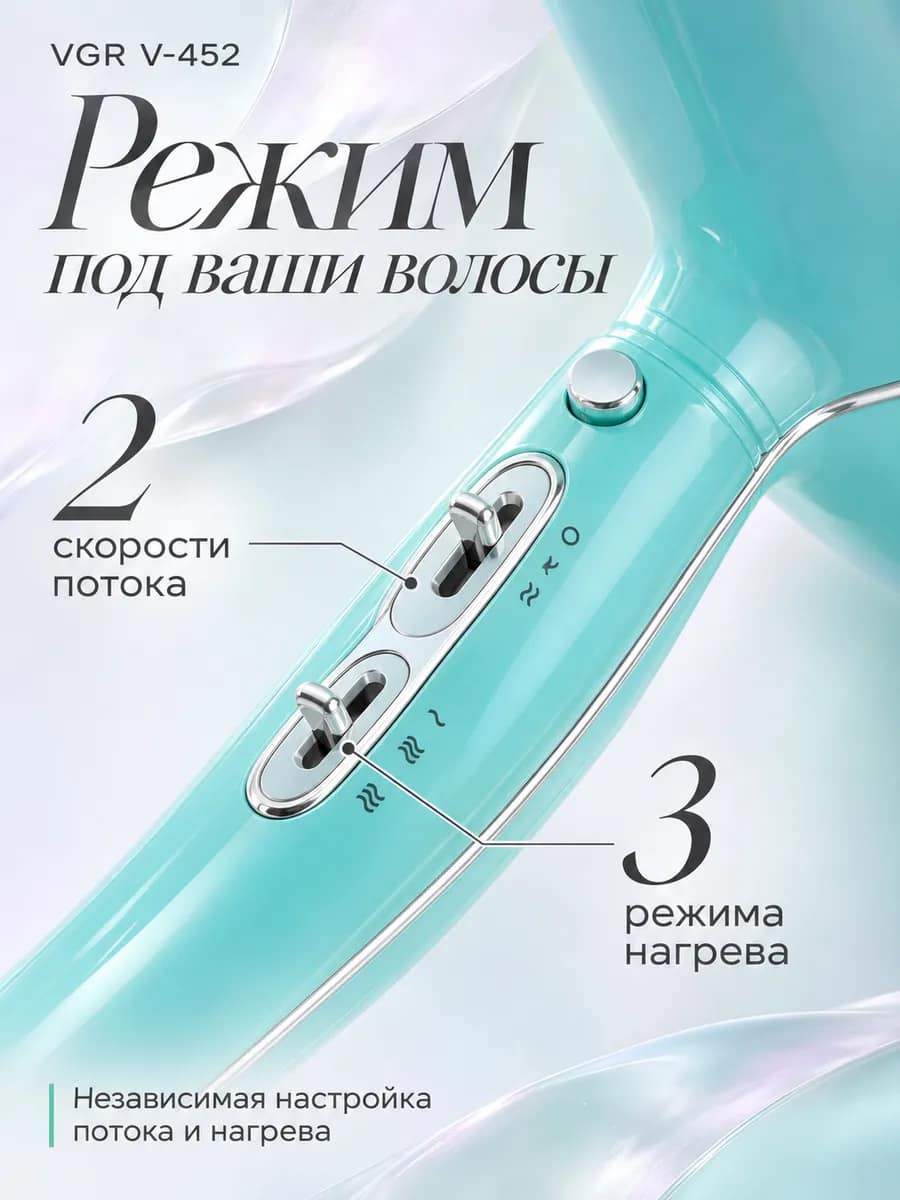 VGR V-452
Режим
под ваши волосы
2
скорости
потока
3
режима
нагрева
Независимая настройка
потока и нагрева